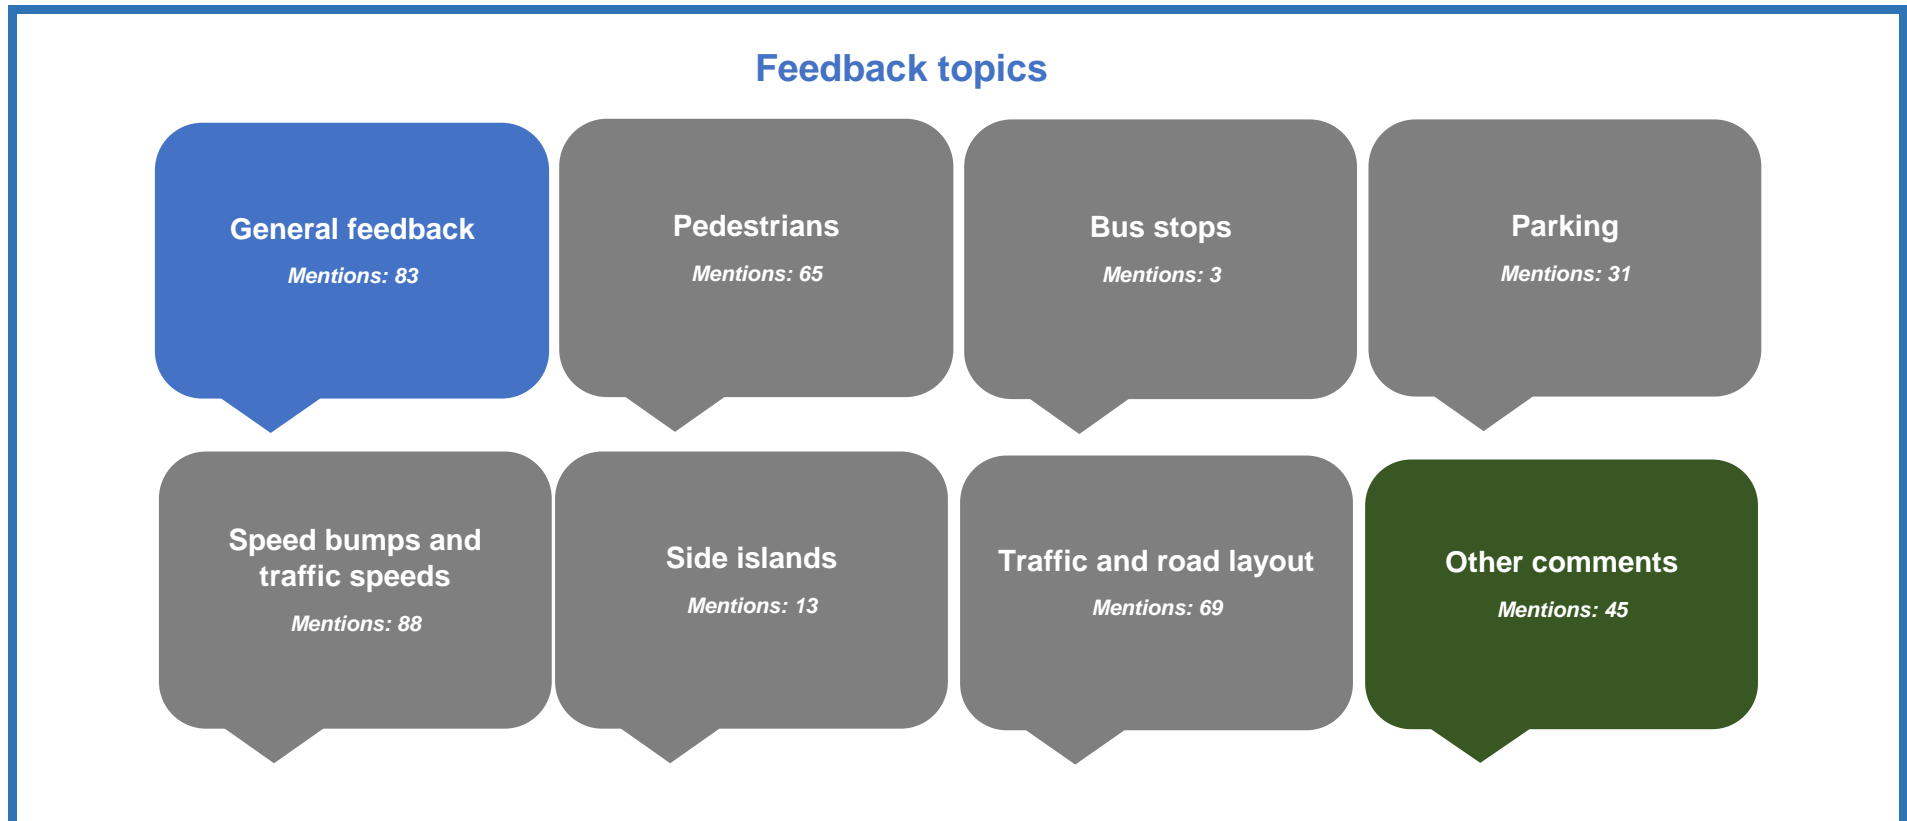 Feedback topics
General feedback
Mentions: 83
Pedestrians
Mentions: 65
Bus stops
Mentions: 3
Parking
Mentions: 31
Speed bumps and
traffic speeds
Mentions: 88
Side islands
Mentions: 13
Traffic and road layout
Mentions: 69
Other comments
Mentions: 45